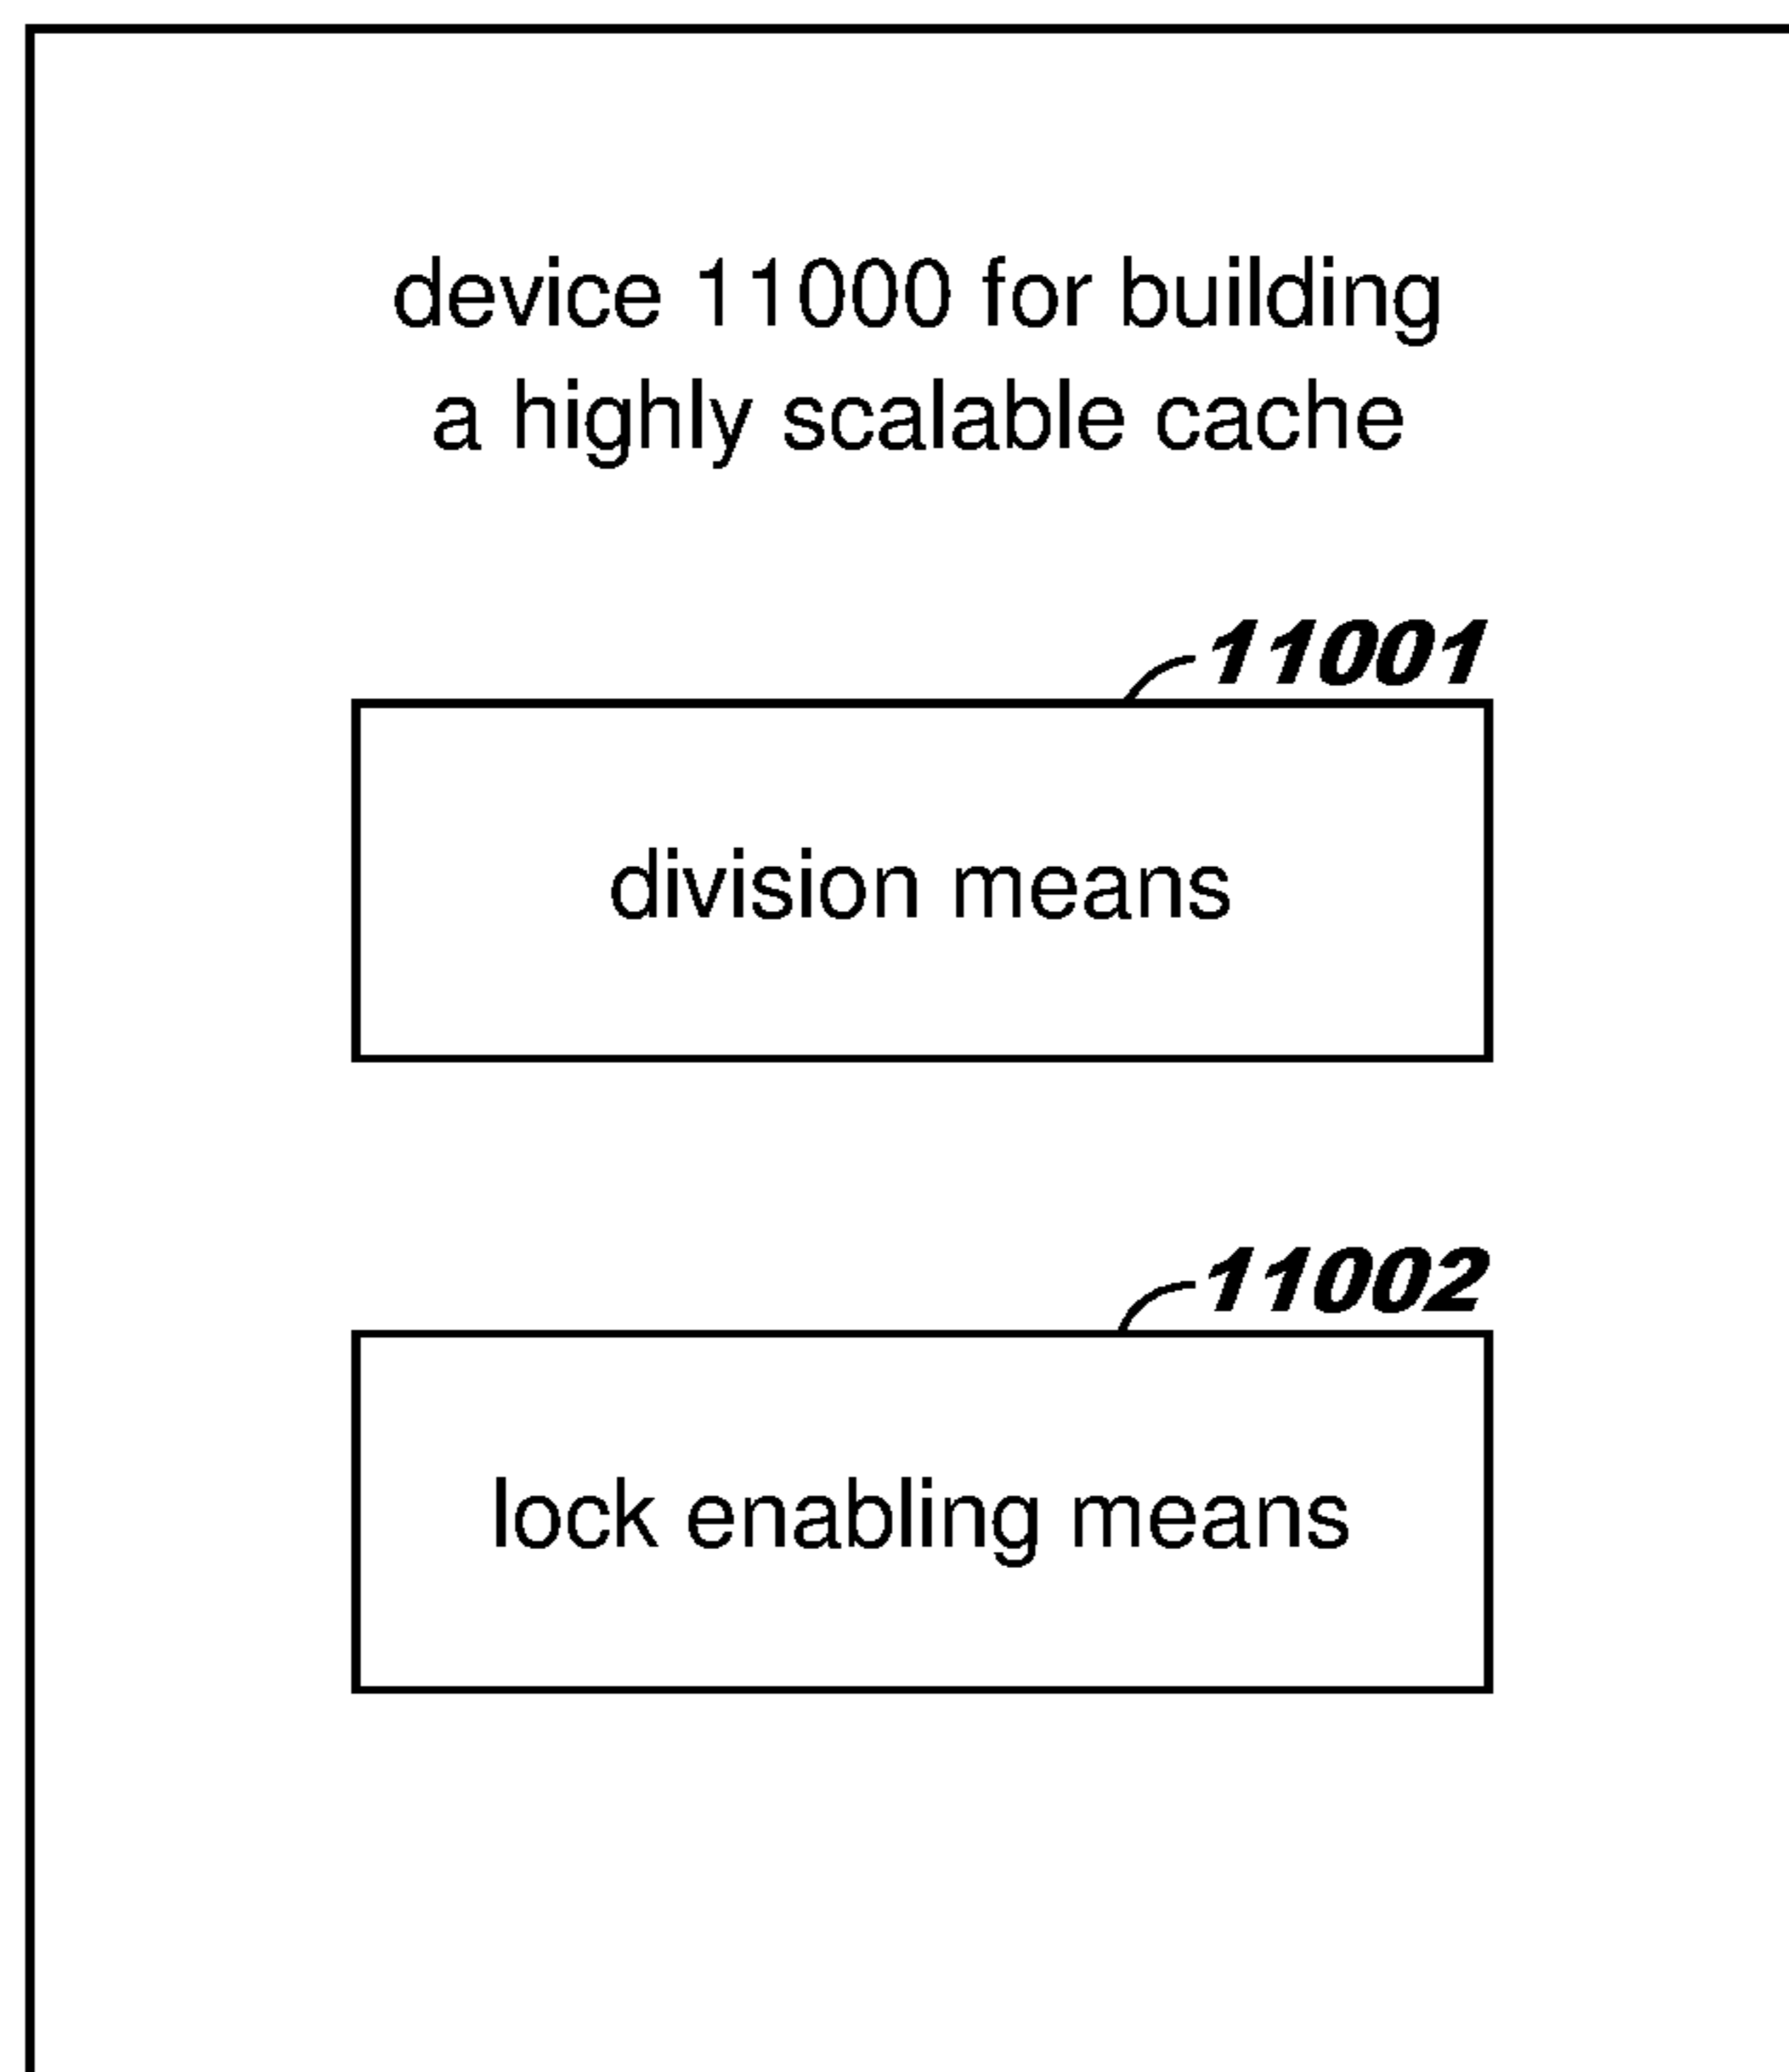 device 11000 for building
a highly scalable cache
11001
division means
11002
lock enabling means